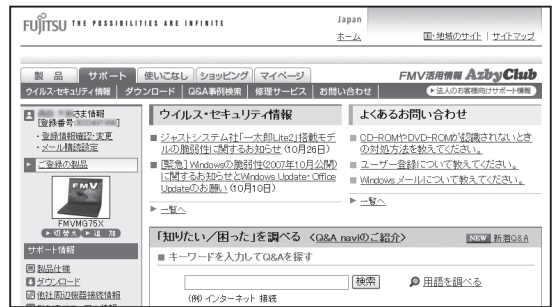 FUJITSU THE POSSIBILITIES ARE INFINITE
Japan
ホーム
国・地域のサイト | サイトマップ
製品 サポート 使いこなし ショッピング マイページ
FMV活用情報 AzbyClub
ウイルス・セキュリティ情報 | ダウンロード | Q&A事例検索 | 修理サービス | お問い合わせ
法人のお客様向けサポート情報
さま情報
[登録番号:
・登録情報確認・変更
・メール購読設定
ご登録の製品
FMV
FMVMG75X
切替え 追加
サポート情報
製品仕様
ダウンロード
他社周辺機器接続情報
ウイルス・セキュリティ情報
ジャストシステム社「一太郎Lite2」搭載モデルの脆弱性に関するお知らせ (10月26日)
[緊急] Windowsの脆弱性(2007年10月公開)に関するお知らせとWindows Update・Office Updateのお願い (10月10日)
一覧へ
よくあるお問い合わせ
CD-ROMやDVD-ROMが認識されないときの対処方法を教えてください。
ユーザー登録について教えてください。
Windows メールについて教えてください。
一覧へ
「知りたい/困った」を調べる <Q&A naviのご紹介>
NEW 新着Q&A
キーワードを入力してQ&Aを探す
検索
用語を調べる
(例) インターネット 接続